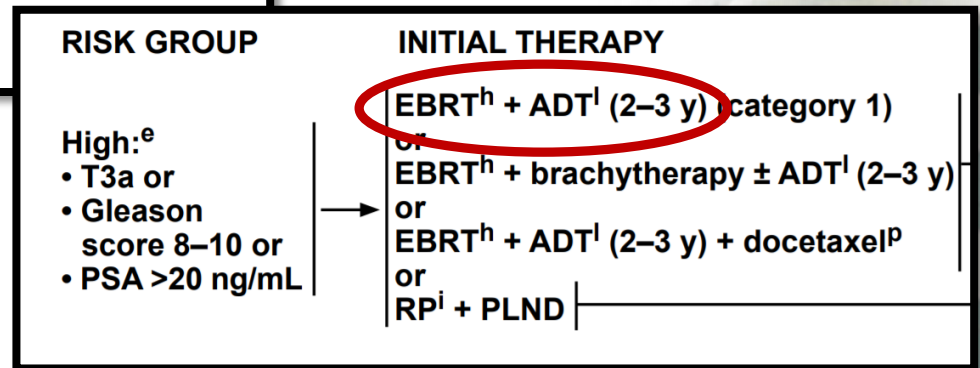 RISK GROUP
INITIAL THERAPY
High:e
• T3a or
• Gleason
score 8–10 or
• PSA >20 ng/mL
EBRTh + ADTl (2–3 y) (category 1)
or
EBRTh + brachytherapy ± ADTl (2–3 y)
or
EBRTh + ADTl (2–3 y) + docetaxelp
or
RPi + PLND